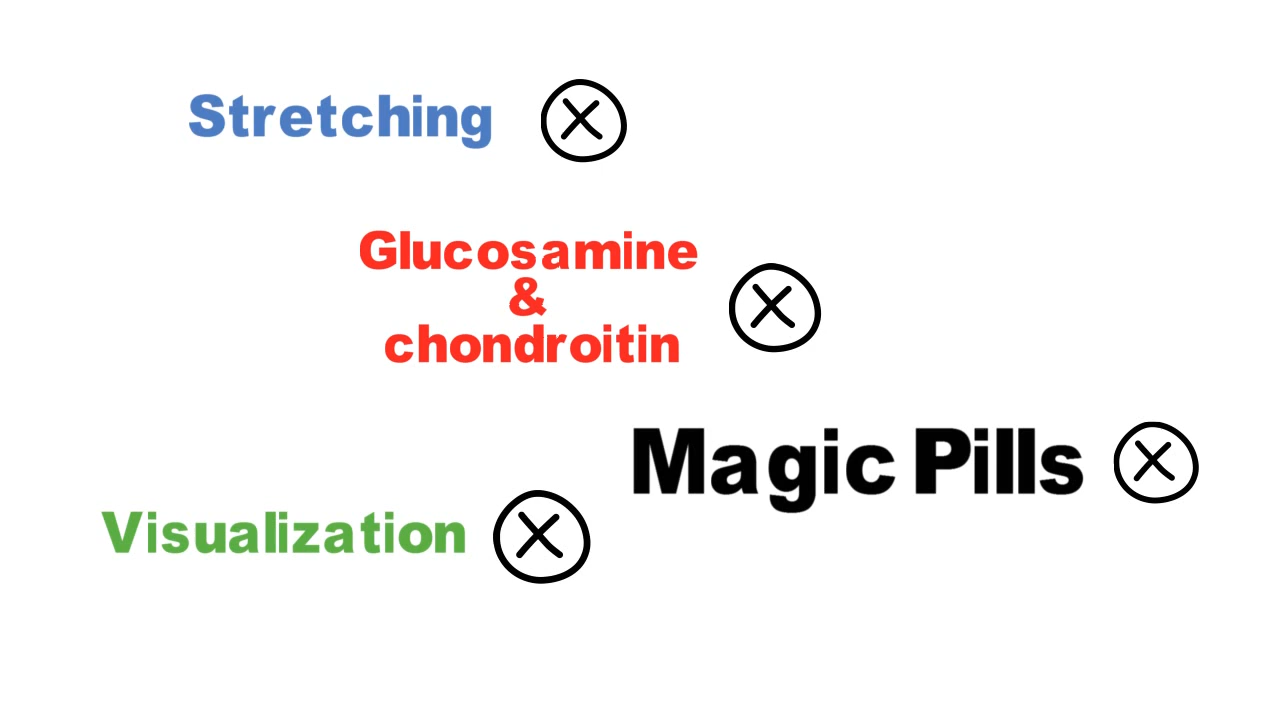 Stretching
Glucosamine
&
chondroitin
Magic Pills
Visualization